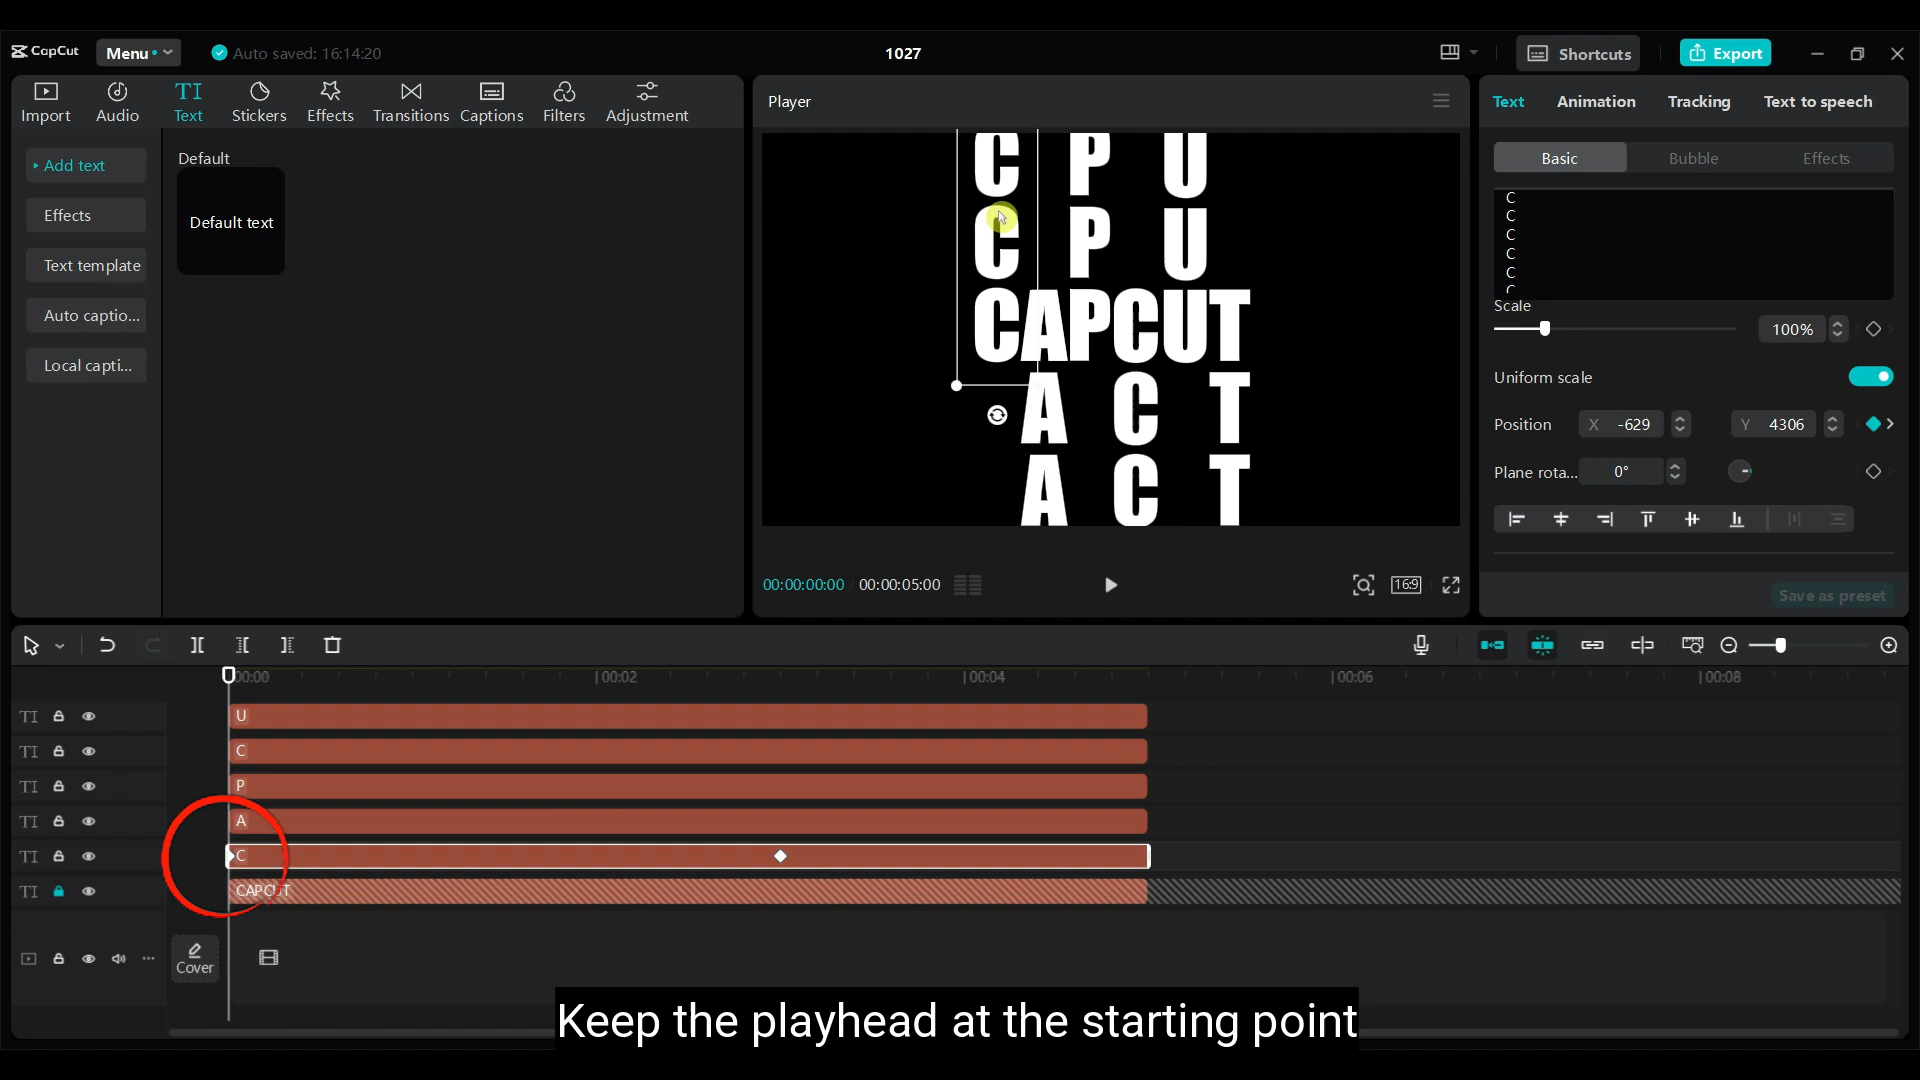 CapCut Menu Auto saved: 16:14:20 1027 Shortcuts Export
Import Audio TI Text Stickers Effects Transitions Captions Filters Adjustment
Player
Text Animation Tracking Text to speech
Add text
Effects
Text template
Auto captio...
Local capti...
Default
Default text
C P U
C P U
CAPCUT
A C T
A C T
00:00:00:00 00:00:05:00
16:9
Basic Bubble Effects
C
C
C
C
C
C
Scale
100%
Uniform scale
Position X -629 Y 4306
Plane rota... 0°
Save as preset
00:00 00:02 00:04 00:06 00:08
TI U
TI C
TI P
TI A
TI C
TI CAPCUT
Cover
Keep the playhead at the starting point